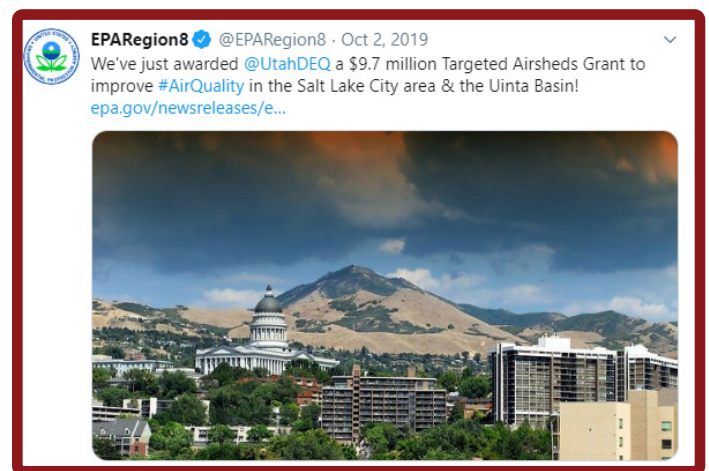 EPARegion8 @EPARegion8 · Oct 2, 2019
We've just awarded @UtahDEQ a $9.7 million Targeted Airsheds Grant to
improve #AirQuality in the Salt Lake City area & the Uinta Basin!
epa.gov/newsreleases/e...